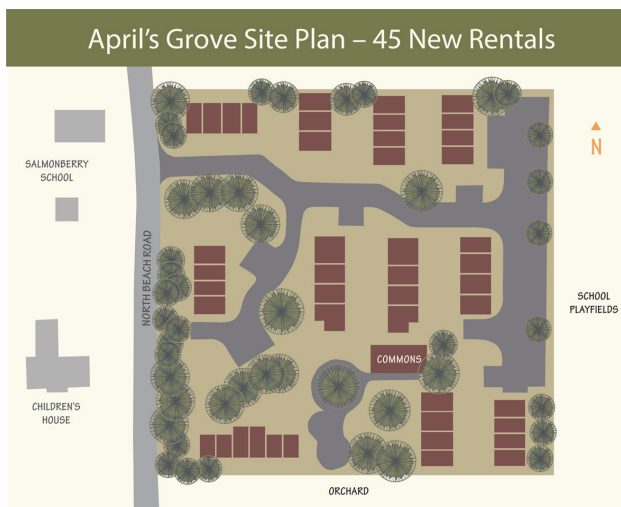 April's Grove Site Plan – 45 New Rentals
SALMONBERRY
SCHOOL
N
NORTH BEACH ROAD
SCHOOL
PLAYFIELDS
COMMONS
CHILDREN'S
HOUSE
ORCHARD